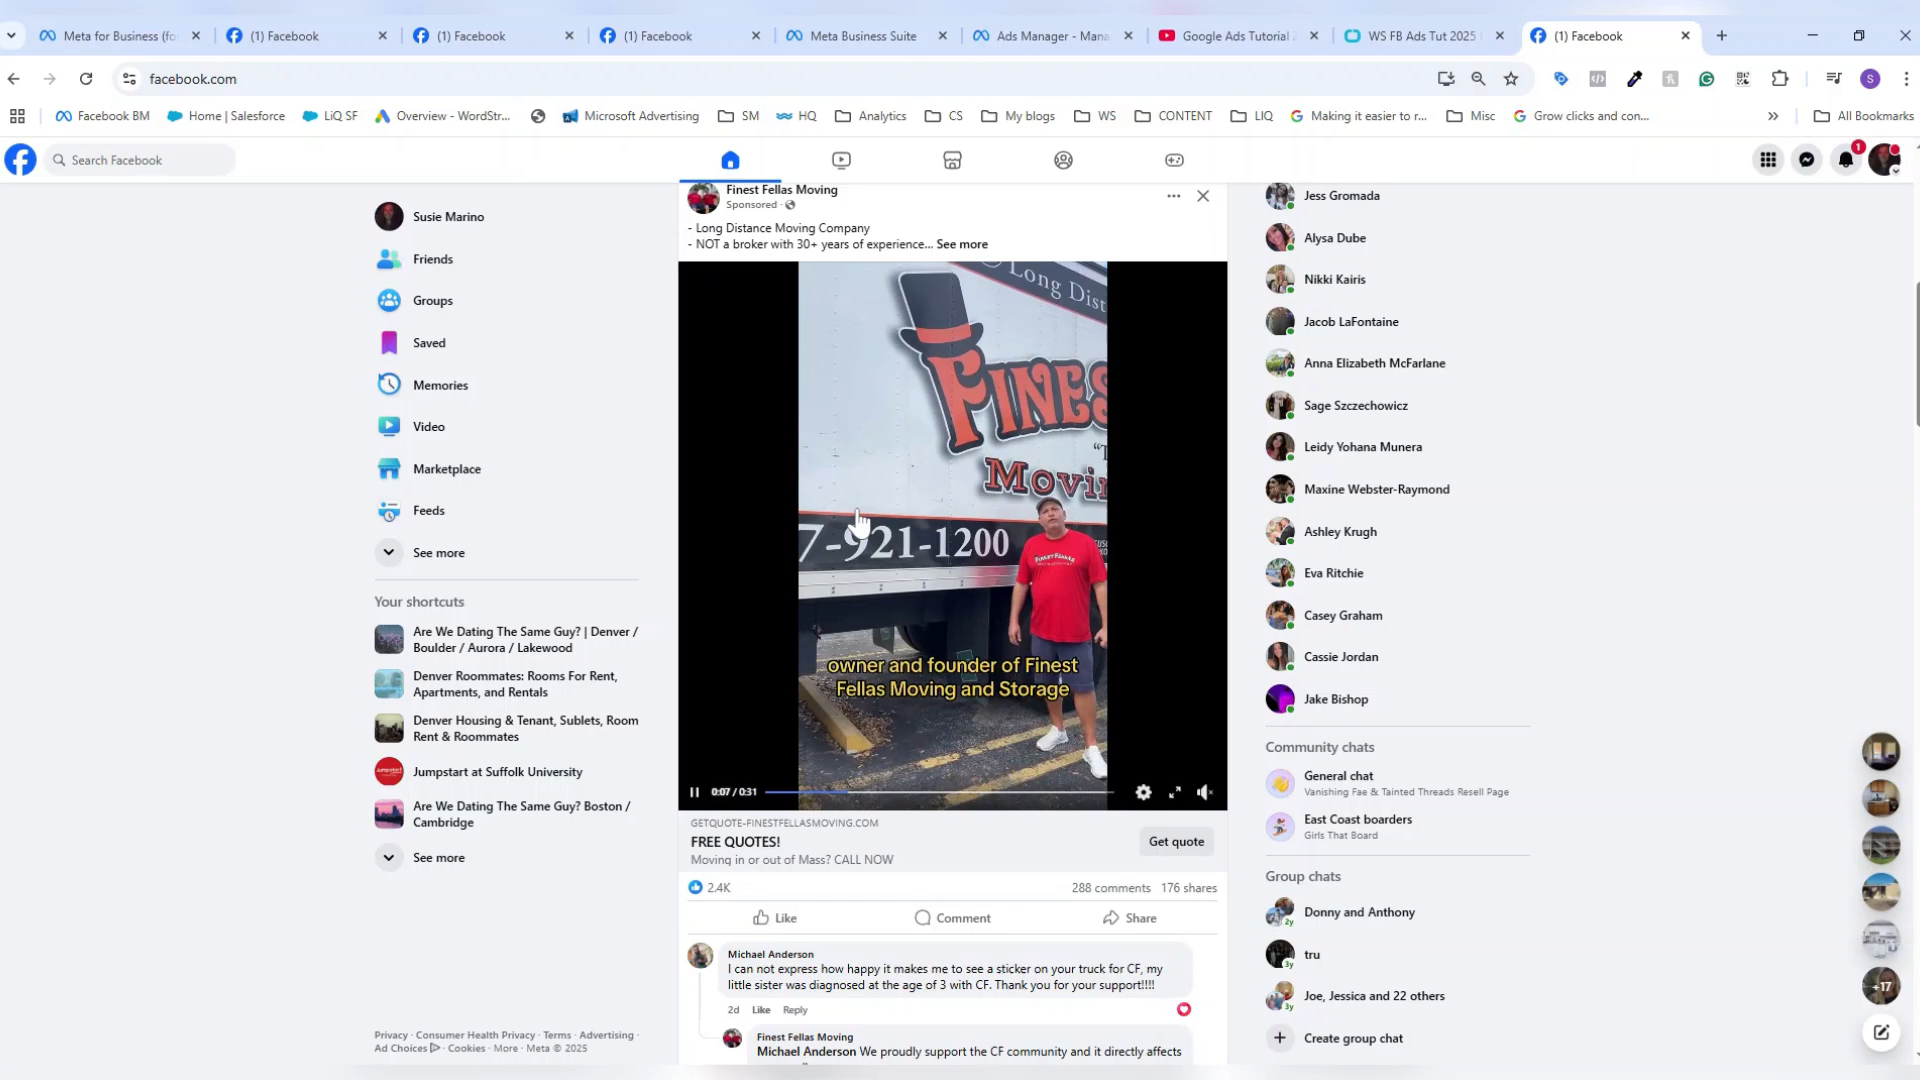 Meta for Business (fo
(1) Facebook
(1) Facebook
(1) Facebook
Meta Business Suite
Ads Manager - Mana
Google Ads Tutorial 2
WS FB Ads Tut 2025
(1) Facebook
facebook.com
S
Facebook BM
Home | Salesforce
LiQ SF
Overview - WordStr...
Microsoft Advertising
SM
HQ
Analytics
CS
My blogs
WS
CONTENT
LIQ
Making it easier to r...
Misc
Grow clicks and con...
All Bookmarks
Search Facebook
1
Susie Marino
Friends
Groups
Saved
Memories
Video
Marketplace
Feeds
See more
Your shortcuts
Are We Dating The Same Guy? | Denver /
Boulder / Aurora / Lakewood
Denver Roommates: Rooms For Rent,
Apartments, and Rentals
Denver Housing & Tenant, Sublets, Room
Rent & Roommates
Jumpstart at Suffolk University
Are We Dating The Same Guy? Boston /
Cambridge
See more
Privacy · Consumer Health Privacy · Terms · Advertising ·
Ad Choices · Cookies · More · Meta © 2025
Finest Fellas Moving
Sponsored ·
- Long Distance Moving Company
- NOT a broker with 30+ years of experience... See more
Long Dist
FINES
"T
Movin
7-921-1200
owner and founder of Finest
Fellas Moving and Storage
0:07 / 0:31
GETQUOTE-FINESTFELLASMOVING.COM
FREE QUOTES!
Moving in or out of Mass? CALL NOW
Get quote
2.4K
288 comments 176 shares
Like
Comment
Share
Michael Anderson
I can not express how happy it makes me to see a sticker on your truck for CF, my
little sister was diagnosed at the age of 3 with CF. Thank you for your support!!!!
2d Like Reply
Finest Fellas Moving
Michael Anderson We proudly support the CF community and it directly affects
Jess Gromada
Alysa Dube
Nikki Kairis
Jacob LaFontaine
Anna Elizabeth McFarlane
Sage Szczechowicz
Leidy Yohana Munera
Maxine Webster-Raymond
Ashley Krugh
Eva Ritchie
Casey Graham
Cassie Jordan
Jake Bishop
Community chats
General chat
Vanishing Fae & Tainted Threads Resell Page
East Coast boarders
Girls That Board
Group chats
Donny and Anthony
2y
tru
3y
Joe, Jessica and 22 others
3y
Create group chat
+17